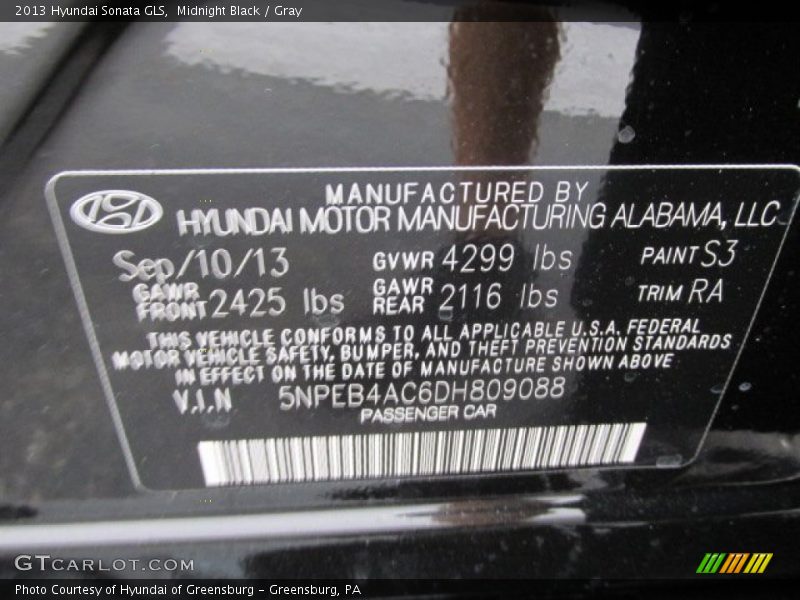 2013 Hyundai Sonata GLS, Midnight Black / Gray
MANUFACTURED BY
HYUNDAI MOTOR MANUFACTURING ALABAMA, LLC
Sep/10/13 GVWR 4299 lbs PAINT S3
GAWR FRONT 2425 lbs GAWR REAR 2116 lbs TRIM RA
THIS VEHICLE CONFORMS TO ALL APPLICABLE U.S.A. FEDERAL
MOTOR VEHICLE SAFETY, BUMPER, AND THEFT PREVENTION STANDARDS
IN EFFECT ON THE DATE OF MANUFACTURE SHOWN ABOVE
V.I.N 5NPEB4AC6DH809088
PASSENGER CAR
GTCARLOT.COM
Photo Courtesy of Hyundai of Greensburg - Greensburg, PA